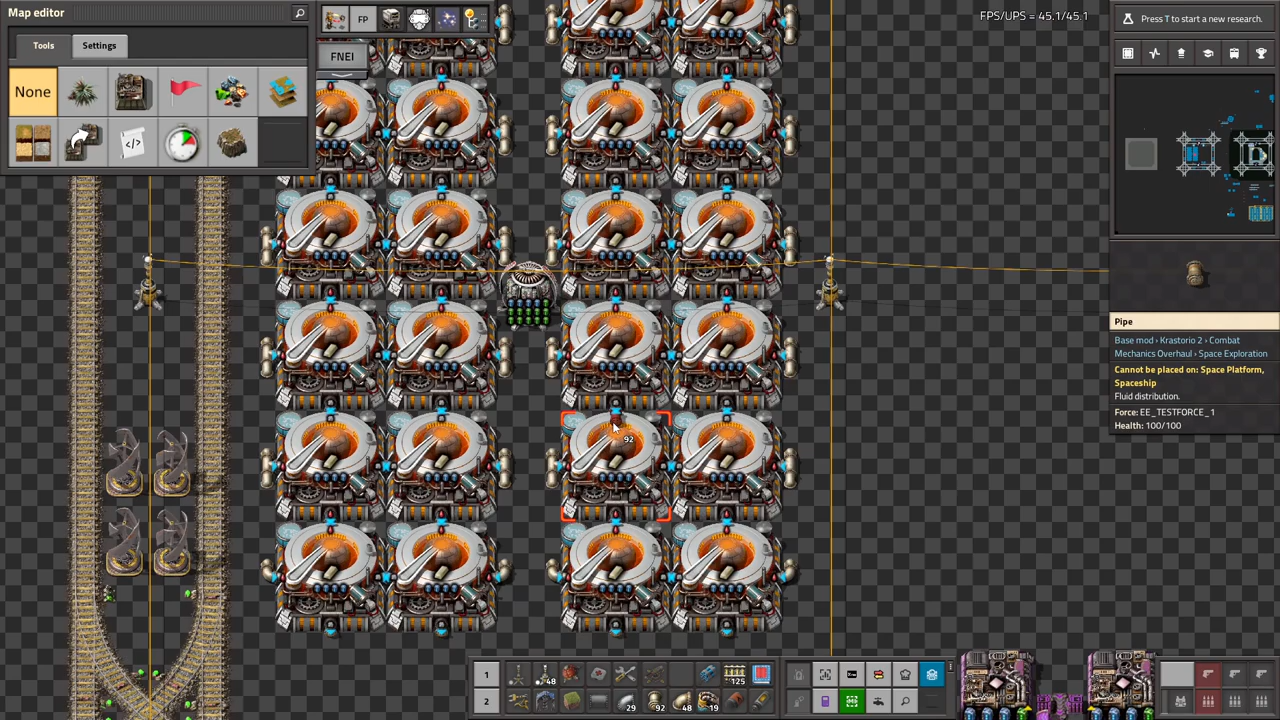 Map editor
FP
FPS/UPS = 45.1/45.1
Press T to start a new research.
Tools
Settings
FNEI
None
</>
Pipe
Base mod › Krastorio 2 › Combat
Mechanics Overhaul › Space Exploration
Cannot be placed on: Space Platform,
Spaceship
Fluid distribution.
Force: EE_TESTFORCE_1
Health: 100/100
92
1
48
125
2
29
92
48
19